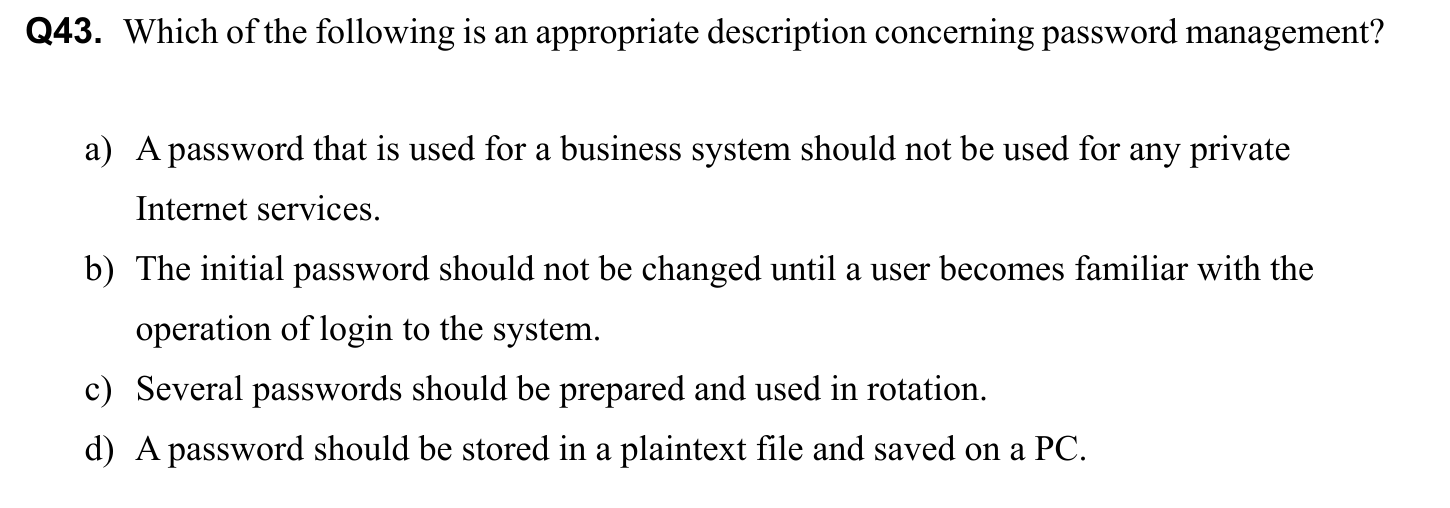 Q43. Which of the following is an appropriate description concerning password management?
a) A password that is used for a business system should not be used for any private
Internet services.
b) The initial password should not be changed until a user becomes familiar with the
operation of login to the system.
c) Several passwords should be prepared and used in rotation.
d) A password should be stored in a plaintext file and saved on a PC.